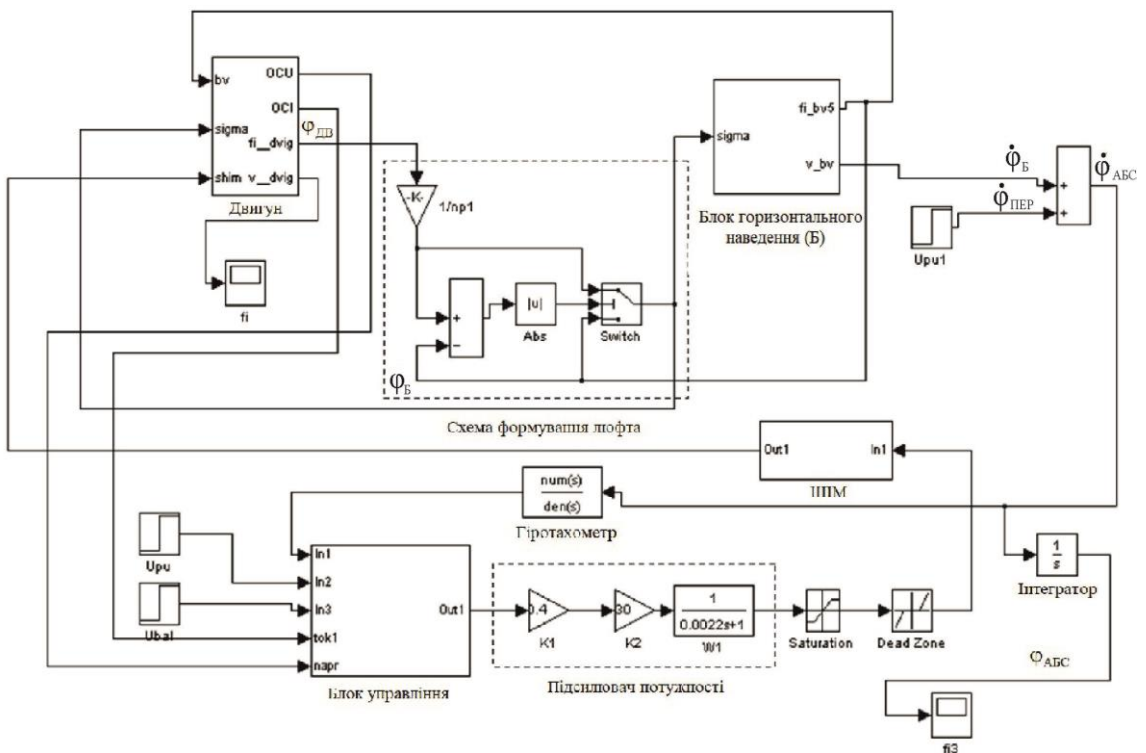 bv
OCU
OCI
sigma
fi__dvig
shim
v__dvig
Двигун
φДВ
fi
-K-
1/np1
+
−
|u|
Abs
Switch
φБ
Схема формування люфта
sigma
fi_bv5
v_bv
Блок горизонтального
наведення (Б)
φ̇Б
φ̇ПЕР
+
+
φ̇АБС
Upu1
Out1
In1
ШПМ
num(s)
den(s)
Гіротахометр
Upu
Ubal
In1
In2
In3
tok1
napr
Out1
Блок управління
0.4
K1
30
K2
1
0.0022s+1
W1
Підсилювач потужності
Saturation
Dead Zone
1
s
Інтегратор
φАБС
fi3